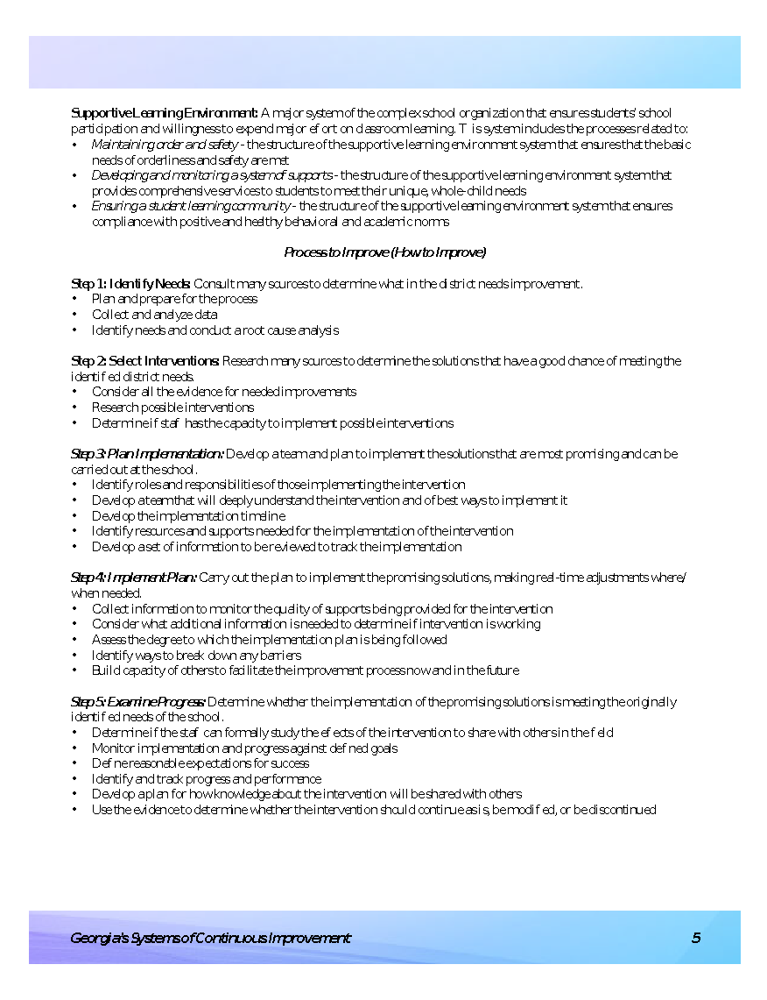 Supportive Learning Environment: A major system of the complex school organization that ensures students' school
participation and willingness to expend major ef ort on classroom learning. T is system includes the processes related to:
• Maintaining order and safety - the structure of the supportive learning environment system that ensures that the basic
needs of orderliness and safety are met
• Developing and monitoring a system of supports - the structure of the supportive learning environment system that
provides comprehensive services to students to meet their unique, whole-child needs
• Ensuring a student learning community - the structure of the supportive learning environment system that ensures
compliance with positive and healthy behavioral and academic norms
Process to Improve (How to Improve)
Step 1: Identify Needs: Consult many sources to determine what in the district needs improvement.
• Plan and prepare for the process
• Collect and analyze data
• Identify needs and conduct a root cause analysis
Step 2: Select Interventions: Research many sources to determine the solutions that have a good chance of meeting the
identif ed district needs.
• Consider all the evidence for needed improvements
• Research possible interventions
• Determine if staf has the capacity to implement possible interventions
Step 3: Plan Implementation: Develop a team and plan to implement the solutions that are most promising and can be
carried out at the school.
• Identify roles and responsibilities of those implementing the intervention
• Develop a team that will deeply understand the intervention and of best ways to implement it
• Develop the implementation timeline
• Identify resources and supports needed for the implementation of the intervention
• Develop a set of information to be reviewed to track the implementation
Step 4: Implement Plan: Carry out the plan to implement the promising solutions, making real-time adjustments where/
when needed.
• Collect information to monitor the quality of supports being provided for the intervention
• Consider what additional information is needed to determine if intervention is working
• Assess the degree to which the implementation plan is being followed
• Identify ways to break down any barriers
• Build capacity of others to facilitate the improvement process now and in the future
Step 5: Examine Progress: Determine whether the implementation of the promising solutions is meeting the originally
identif ed needs of the school.
• Determine if the staf can formally study the ef ects of the intervention to share with others in the f eld
• Monitor implementation and progress against def ned goals
• Def ne reasonable expectations for success
• Identify and track progress and performance
• Develop a plan for how knowledge about the intervention will be shared with others
• Use the evidence to determine whether the intervention should continue as is, be modif ed, or be discontinued
Georgia's Systems of Continuous Improvement 5